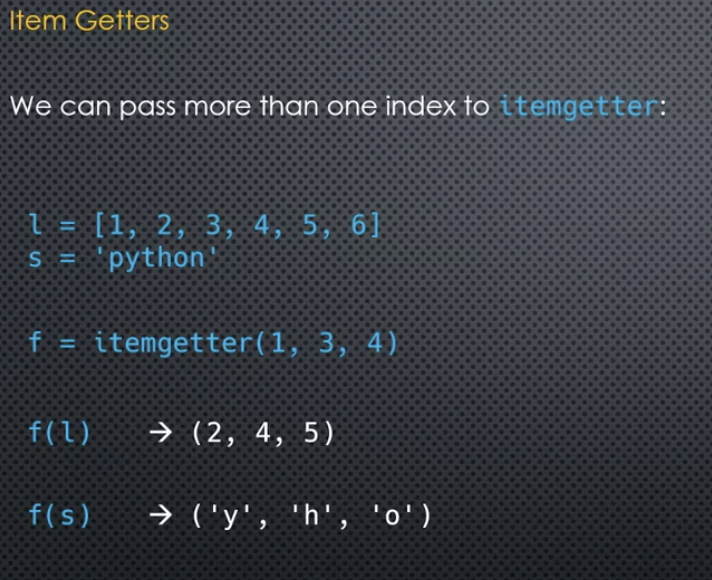 Item Getters
We can pass more than one index to itemgetter:
l = [1, 2, 3, 4, 5, 6]
s = 'python'
f = itemgetter(1, 3, 4)
f(l) → (2, 4, 5)
f(s) → ('y', 'h', 'o')